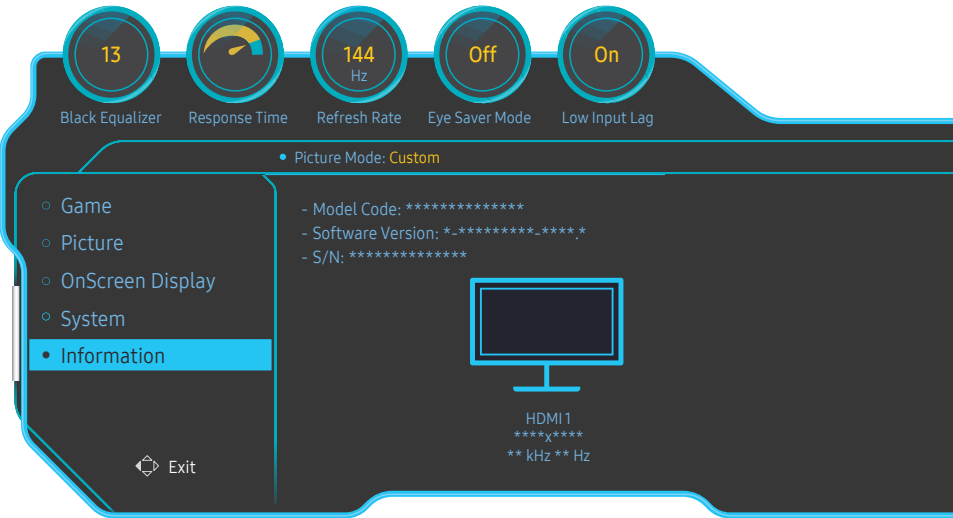 13
144
Hz
Off
On
Black Equalizer
Response Time
Refresh Rate
Eye Saver Mode
Low Input Lag
• Picture Mode: Custom
Game
Picture
OnScreen Display
System
Information
- Model Code: **************
- Software Version: *-*********-****.*
- S/N: **************
HDMI 1
****x****
** kHz ** Hz
Exit